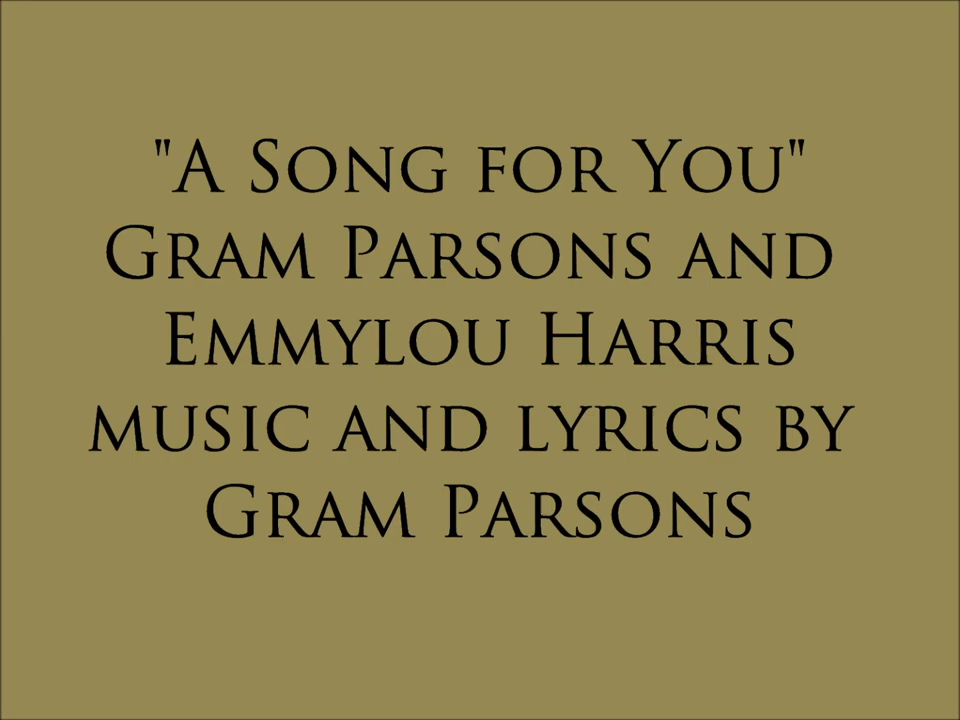 "A Song for You"
Gram Parsons and
Emmylou Harris
music and lyrics by
Gram Parsons